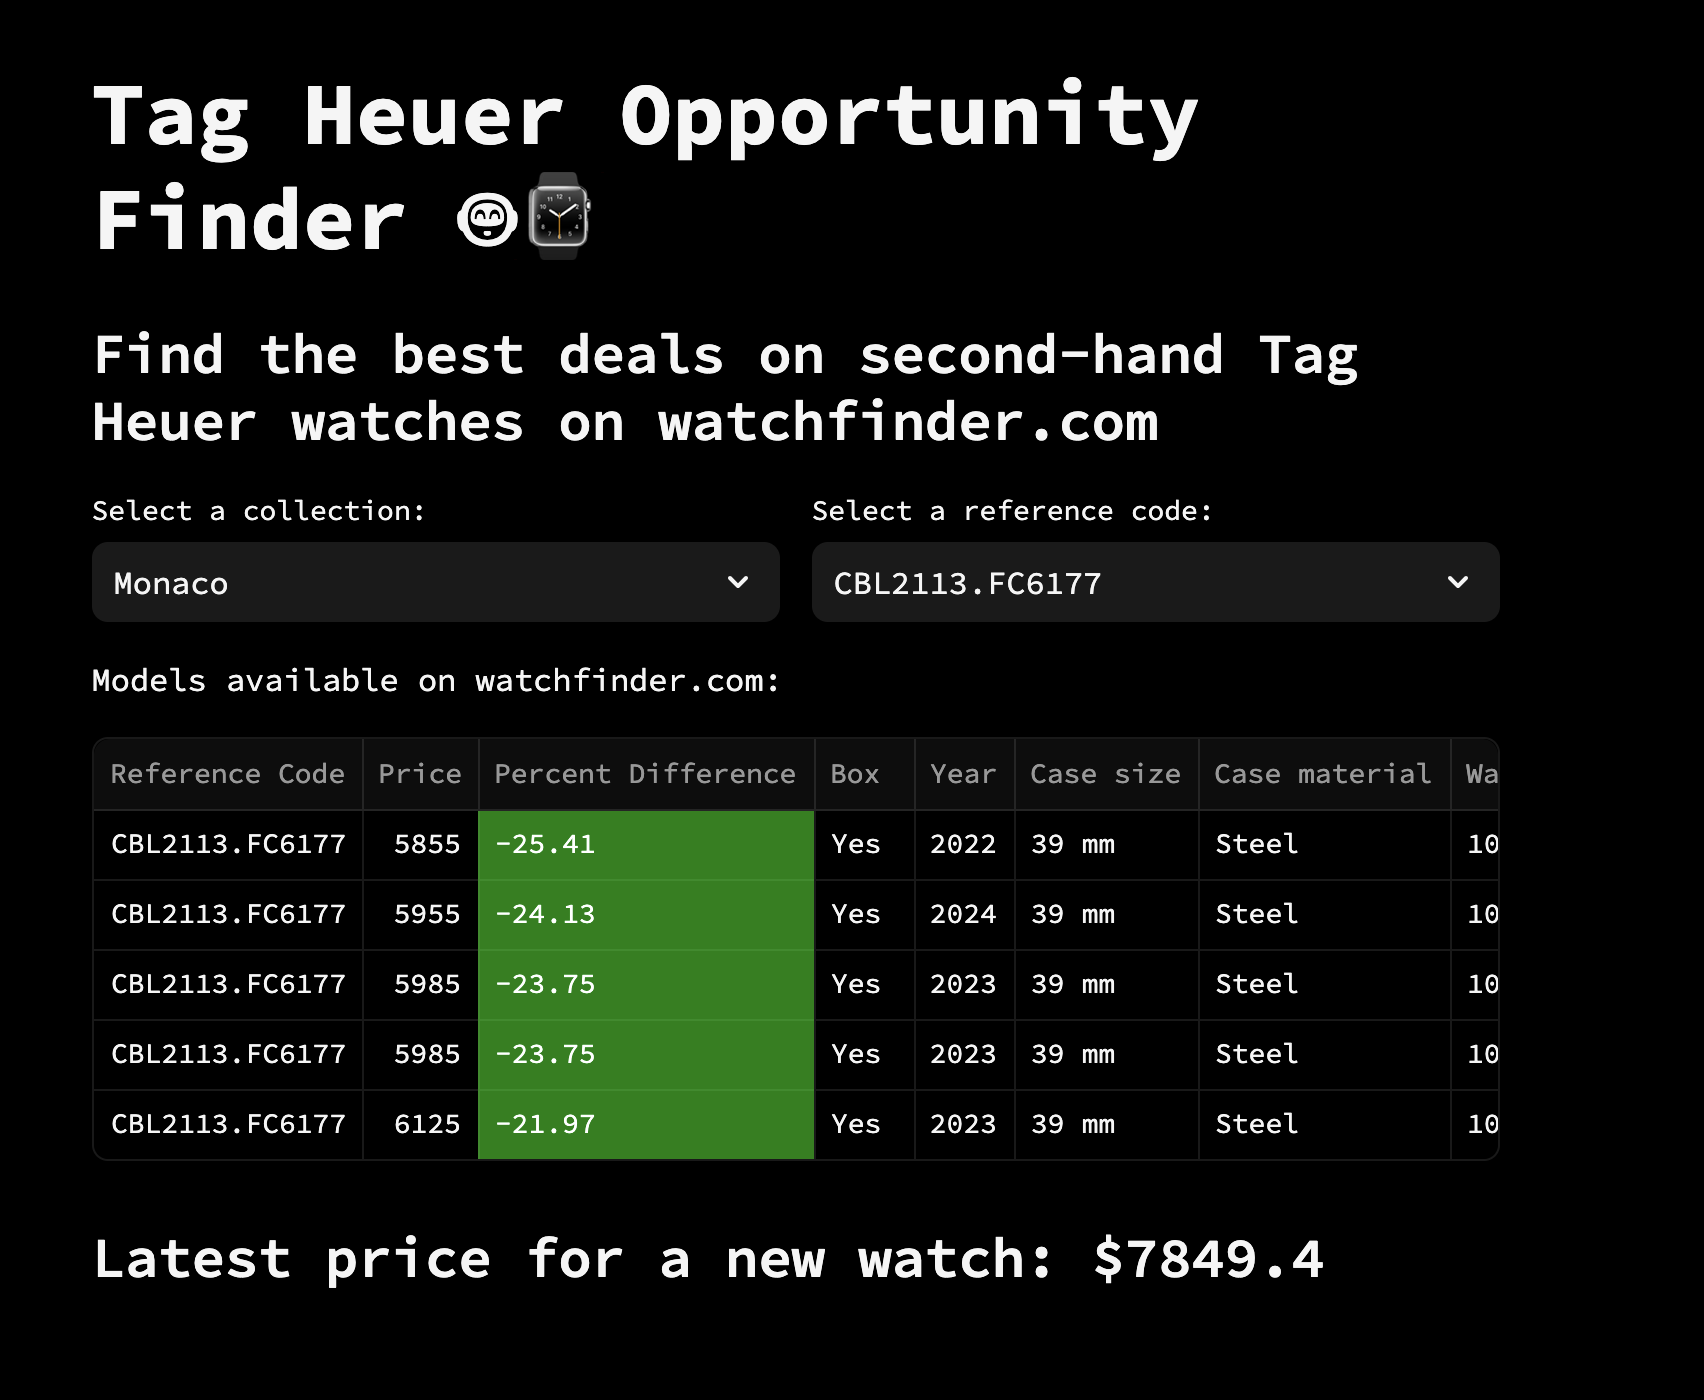 Tag Heuer Opportunity
Finder
Find the best deals on second-hand Tag
Heuer watches on watchfinder.com
Select a collection: Select a reference code:
Monaco CBL2113.FC6177
Models available on watchfinder.com:
Reference Code Price Percent Difference Box Year Case size Case material Wa
CBL2113.FC6177 5855 -25.41 Yes 2022 39 mm Steel 10
CBL2113.FC6177 5955 -24.13 Yes 2024 39 mm Steel 10
CBL2113.FC6177 5985 -23.75 Yes 2023 39 mm Steel 10
CBL2113.FC6177 5985 -23.75 Yes 2023 39 mm Steel 10
CBL2113.FC6177 6125 -21.97 Yes 2023 39 mm Steel 10
Latest price for a new watch: $7849.4